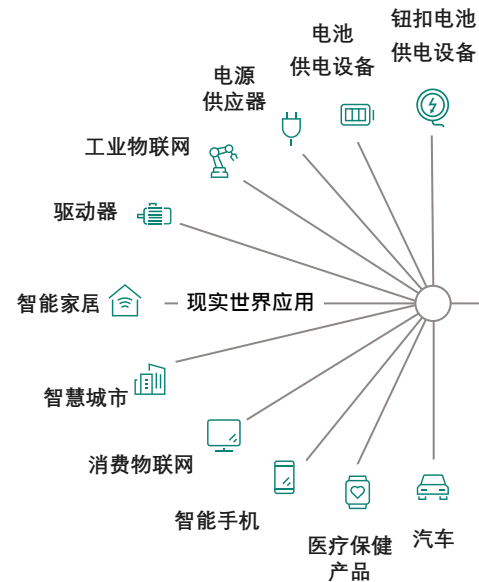 钮扣电池
供电设备
电池
供电设备
电源
供应器
工业物联网
驱动器
智能家居
现实世界应用
智慧城市
消费物联网
智能手机
医疗保健
产品
汽车